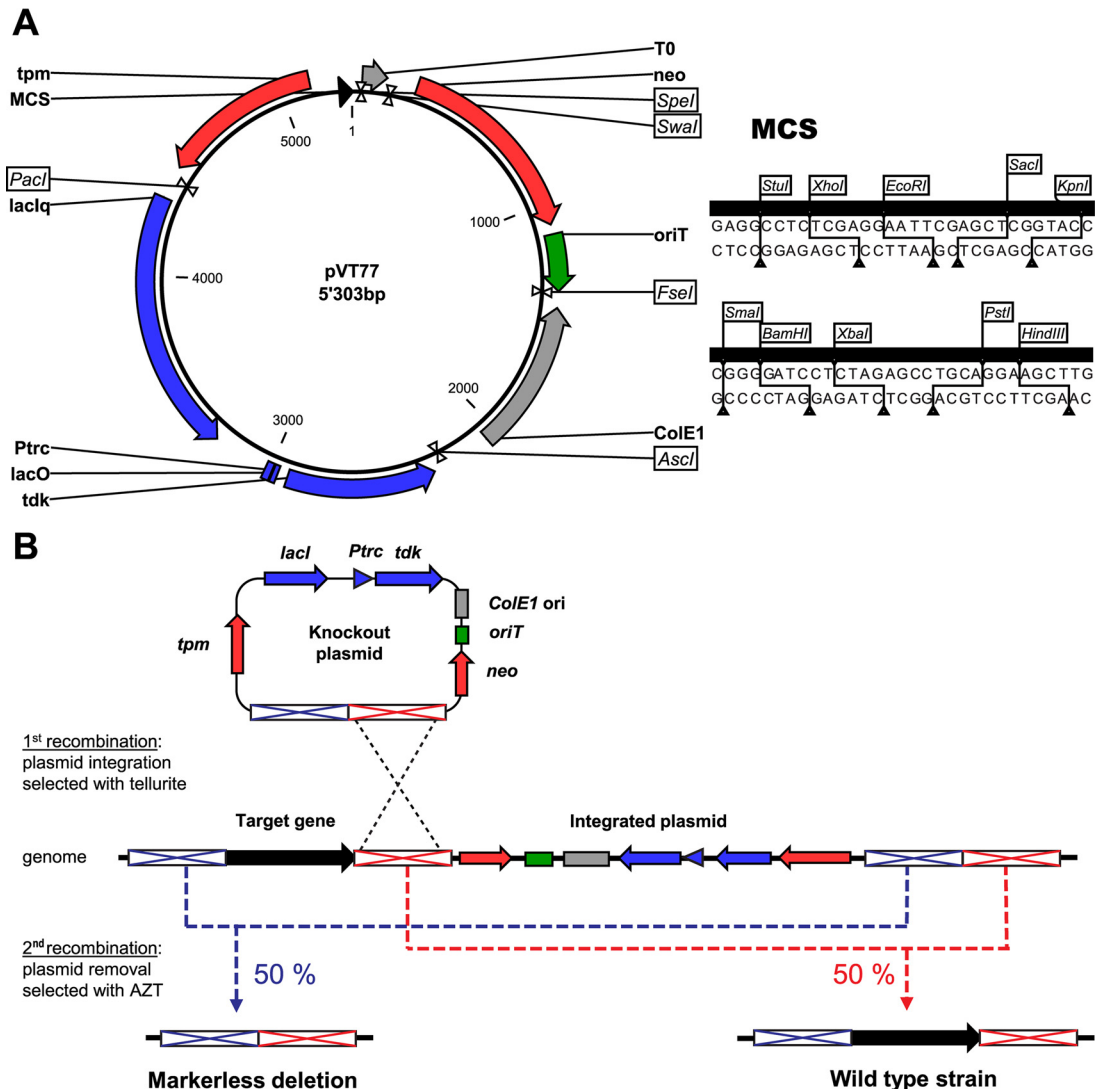 A
tpm
MCS
PacI
lacIq
Ptrc
lacO
tdk
T0
neo
SpeI
SwaI
oriT
FseI
ColE1
AscI
1
1000
2000
3000
4000
5000
pVT77
5'303bp
MCS
StuI
XhoI
EcoRI
SacI
KpnI
GAGGCCTCTCGAGGAATTCGAGCTCGGTACC
CTCCGGAGAGCTCCTTAAGCTCGAGCCATGG
SmaI
BamHI
XbaI
PstI
HindIII
CGGGGATCCTCTAGAGCCTGCAGGAAGCTTG
GCCCCTAGGAGATCTCGGACGTCCTTCGAAC
B
lacI Ptrc tdk
ColE1 ori
oriT
neo
tpm
Knockout
plasmid
1st recombination:
plasmid integration
selected with tellurite
Target gene
Integrated plasmid
genome
2nd recombination:
plasmid removal
selected with AZT
50 %
50 %
Markerless deletion
Wild type strain